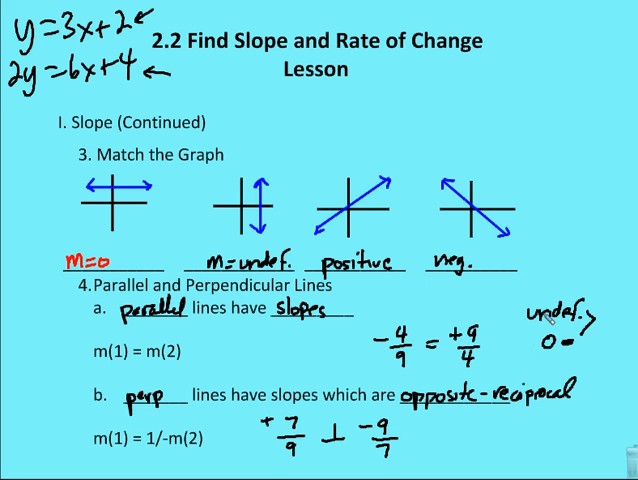 y=3x+2
2y=6x+4
2.2 Find Slope and Rate of Change
Lesson
I. Slope (Continued)
3. Match the Graph
m=0 m=undef. positive neg.
4. Parallel and Perpendicular Lines
a. parallel lines have slopes
undef.
m(1) = m(2) -4/9 = +9/4 0
b. perp lines have slopes which are opposite-reciprocal
m(1) = 1/-m(2) +7/9 ⊥ -9/7